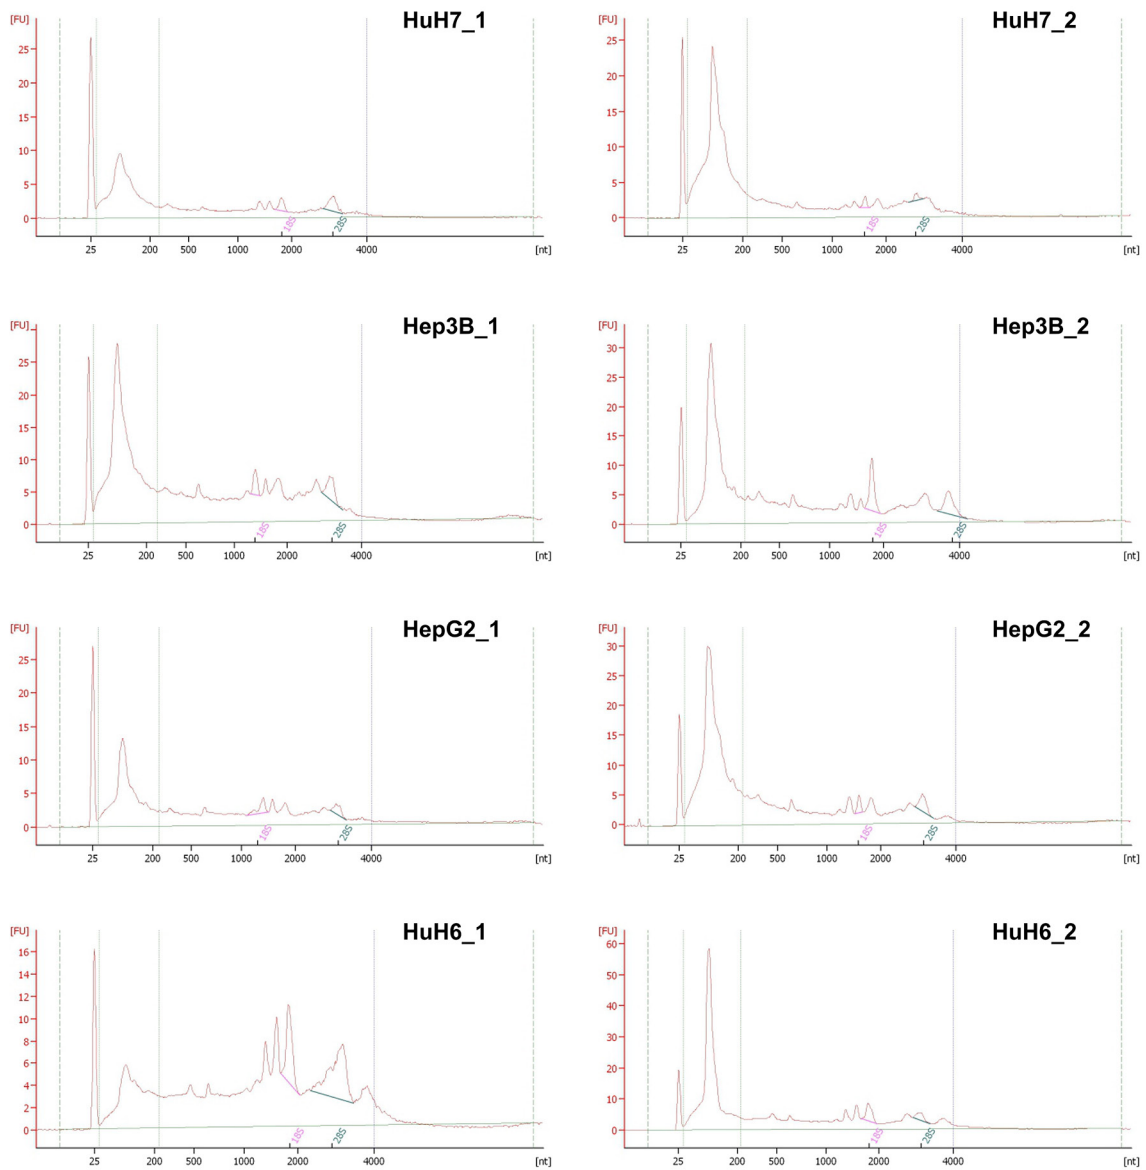 [FU] HuH7_1
25
20
15
10
5
0
18S 28S
25 200 500 1000 2000 4000 [nt]
[FU] HuH7_2
25
20
15
10
5
0
18S 28S
25 200 500 1000 2000 4000 [nt]
[FU] Hep3B_1
25
20
15
10
5
0
18S 28S
25 200 500 1000 2000 4000 [nt]
[FU] Hep3B_2
30
25
20
15
10
5
0
18S 28S
25 200 500 1000 2000 4000 [nt]
[FU] HepG2_1
25
20
15
10
5
0
18S 28S
25 200 500 1000 2000 4000 [nt]
[FU] HepG2_2
30
25
20
15
10
5
0
18S 28S
25 200 500 1000 2000 4000 [nt]
[FU] HuH6_1
16
14
12
10
8
6
4
2
0
18S 28S
25 200 500 1000 2000 4000 [nt]
[FU] HuH6_2
60
50
40
30
20
10
0
18S 28S
25 200 500 1000 2000 4000 [nt]